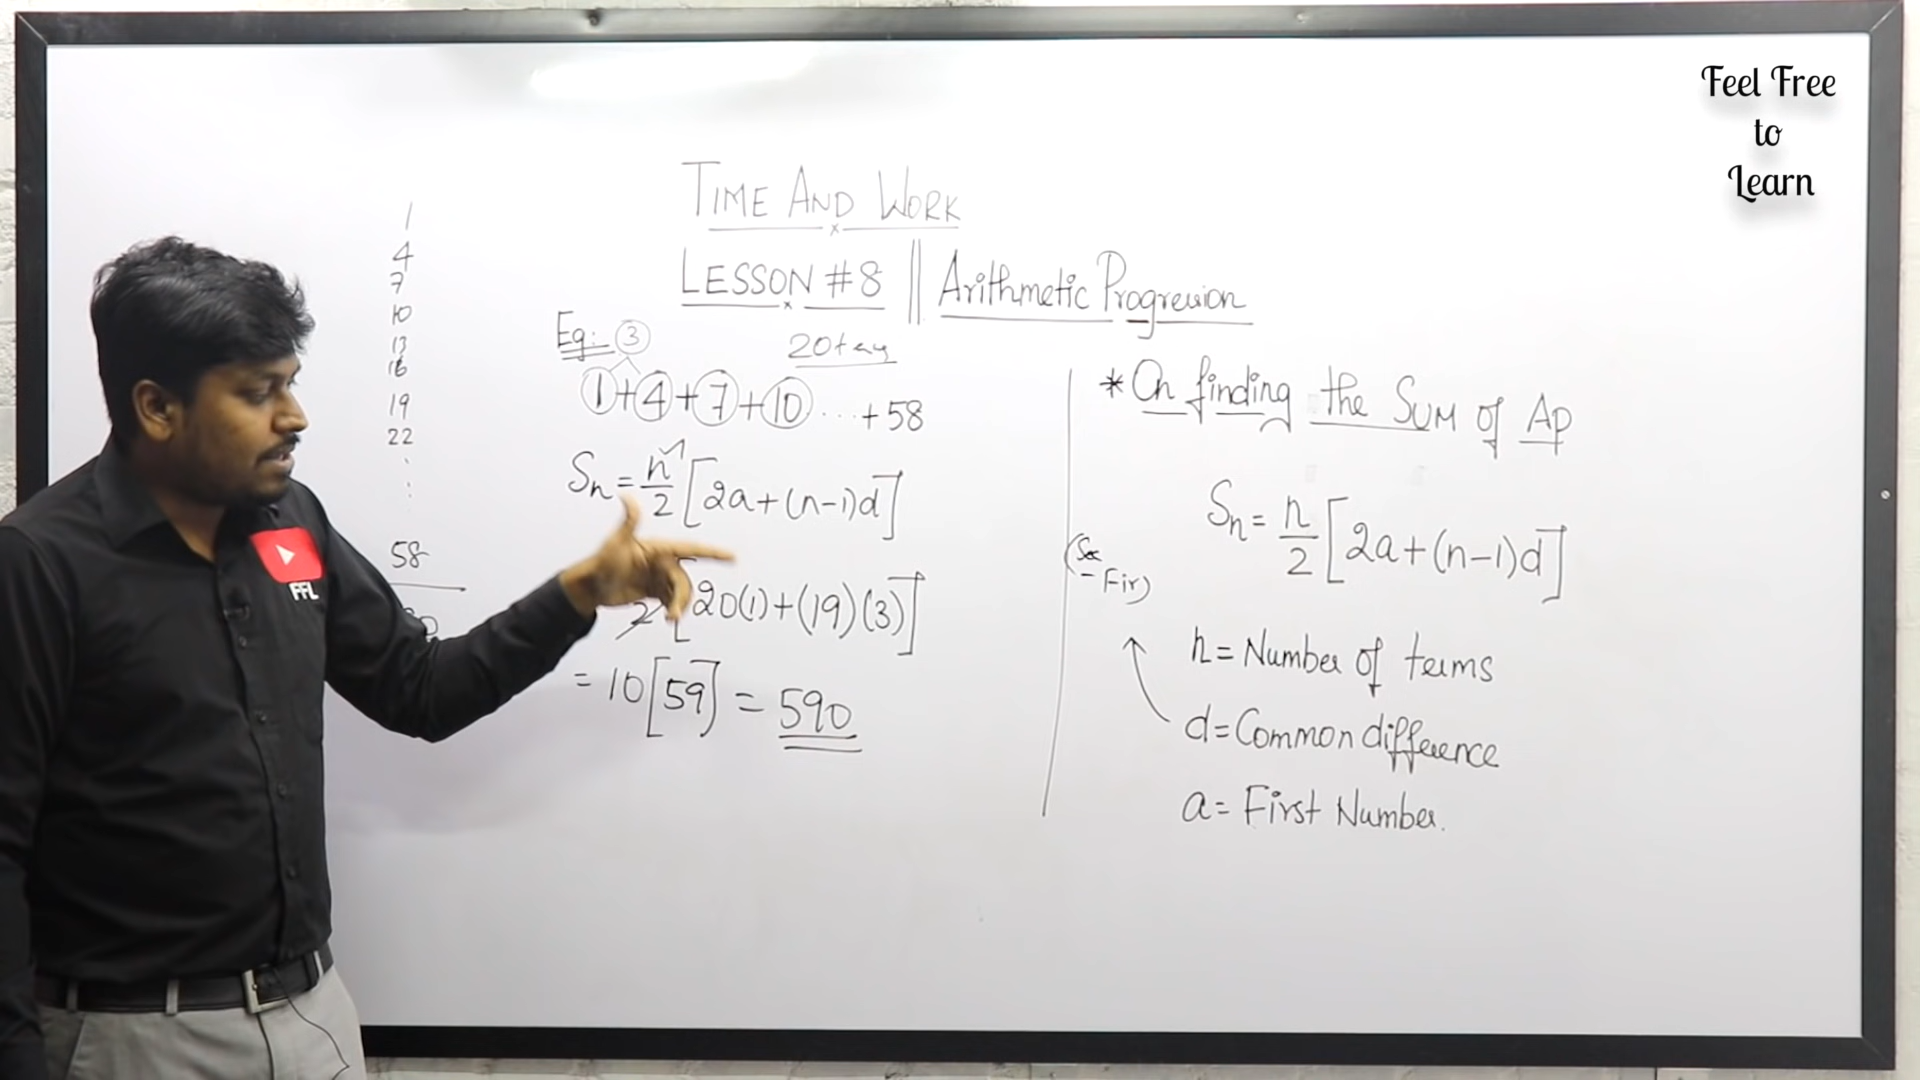 Feel Free
to
Learn
TIME AND WORK
LESSON #8 || Arithmetic Progression
1
4
7
10
13
16
19
22
:
:
58
Eg: 3
20
1+4+7+10...+58
Sn = n/2 [2a+(n-1)d]
2 [20(1)+(19)(3)]
= 10[59] = 590
* On finding the SUM of AP
Sn = n/2 [2a+(n-1)d]
(Sec
- Fir)
n = Number of terms
d = Common difference
a = First Number.
FFL